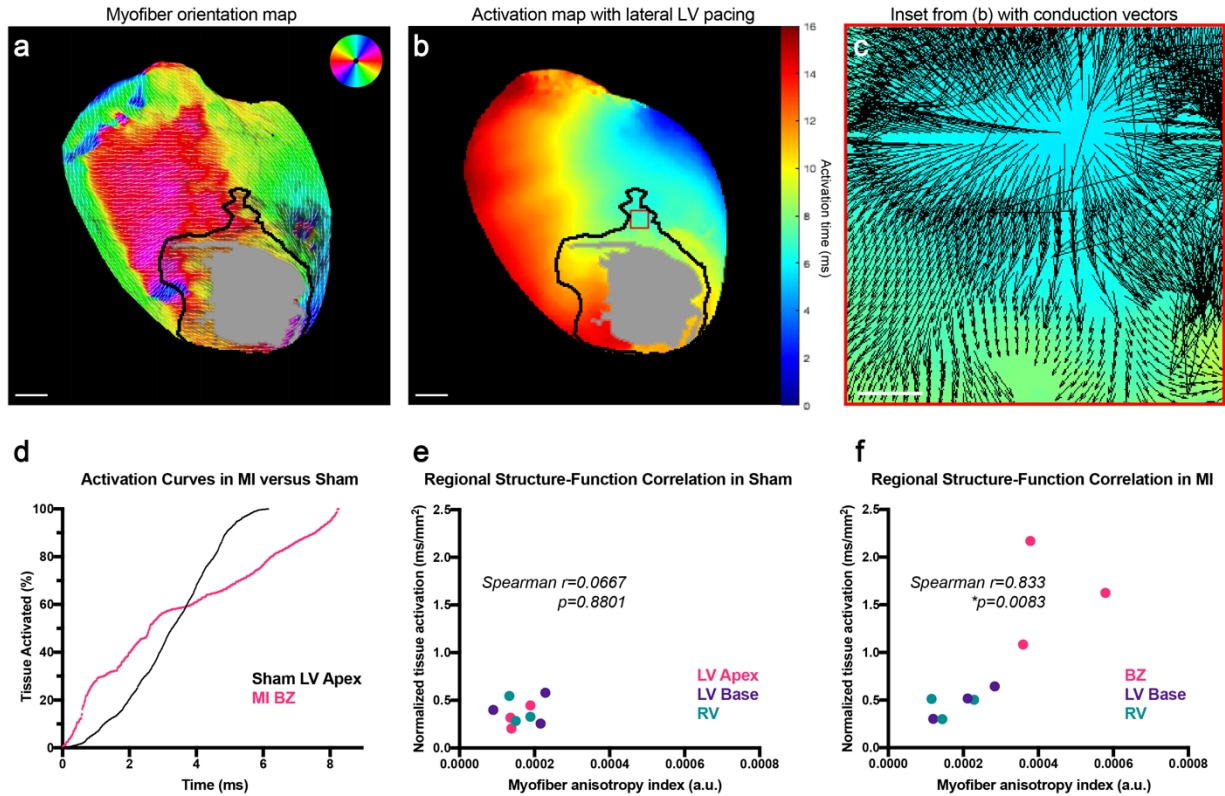 Myofiber orientation map
Activation map with lateral LV pacing
Inset from (b) with conduction vectors
a
b
c
16
14
12
10
8
6
4
2
0
Activation time (ms)
d
Activation Curves in MI versus Sham
100
80
60
40
20
0
Tissue Activated (%)
Sham LV Apex
MI BZ
0 2 4 6 8
Time (ms)
e
Regional Structure-Function Correlation in Sham
2.5
2.0
1.5
1.0
0.5
0.0
Normalized tissue activation (ms/mm²)
Spearman r=0.0667
p=0.8801
LV Apex
LV Base
RV
0.0000 0.0002 0.0004 0.0006 0.0008
Myofiber anisotropy index (a.u.)
f
Regional Structure-Function Correlation in MI
2.5
2.0
1.5
1.0
0.5
0.0
Normalized tissue activation (ms/mm²)
Spearman r=0.833
*p=0.0083
BZ
LV Base
RV
0.0000 0.0002 0.0004 0.0006 0.0008
Myofiber anisotropy index (a.u.)